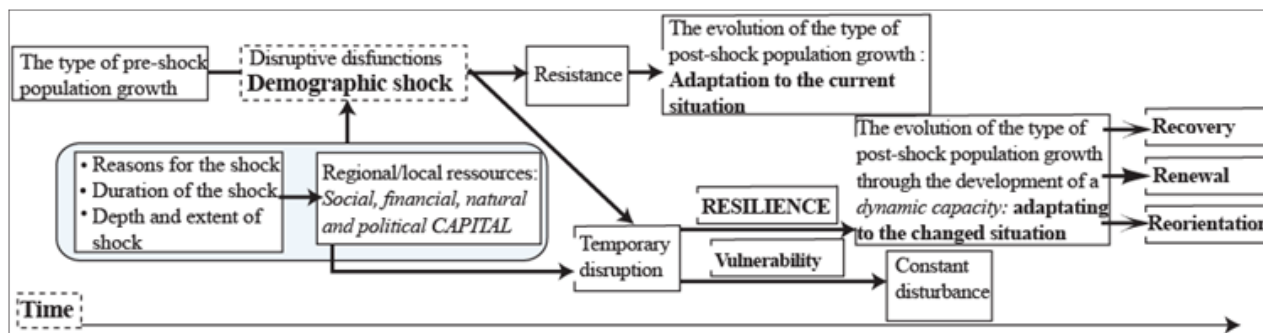 The type of pre-shock
population growth
Disruptive disfunctions
Demographic shock
Resistance
The evolution of the type of
post-shock population growth :
Adaptation to the current
situation
• Reasons for the shock
• Duration of the shock
• Depth and extent of
shock
Regional/local ressources:
Social, financial, natural
and political CAPITAL
Temporary
disruption
RESILIENCE
Vulnerability
The evolution of the type of
post-shock population growth
through the development of a
dynamic capacity: adaptating
to the changed situation
Constant
disturbance
Recovery
Renewal
Reorientation
Time